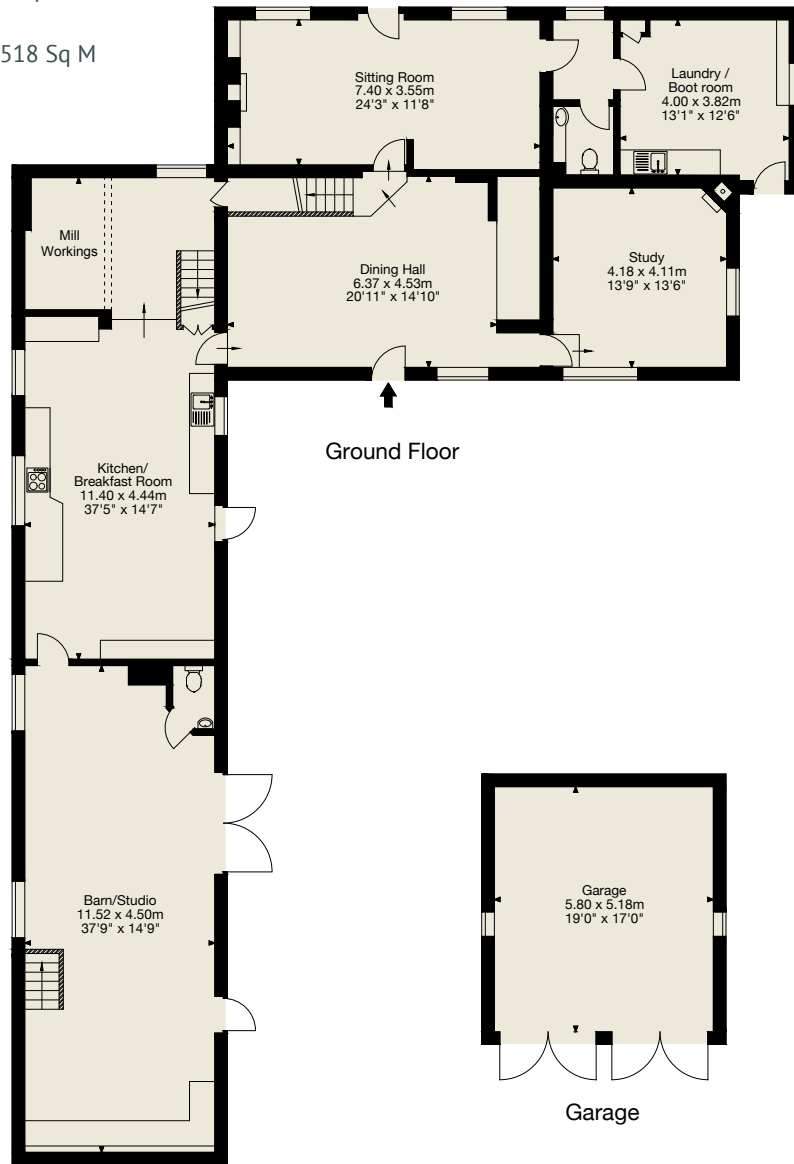 518 Sq M
Sitting Room
7.40 x 3.55m
24'3" x 11'8"
Laundry /
Boot room
4.00 x 3.82m
13'1" x 12'6"
Mill
Workings
Dining Hall
6.37 x 4.53m
20'11" x 14'10"
Study
4.18 x 4.11m
13'9" x 13'6"
Ground Floor
Kitchen/
Breakfast Room
11.40 x 4.44m
37'5" x 14'7"
Barn/Studio
11.52 x 4.50m
37'9" x 14'9"
Garage
5.80 x 5.18m
19'0" x 17'0"
Garage